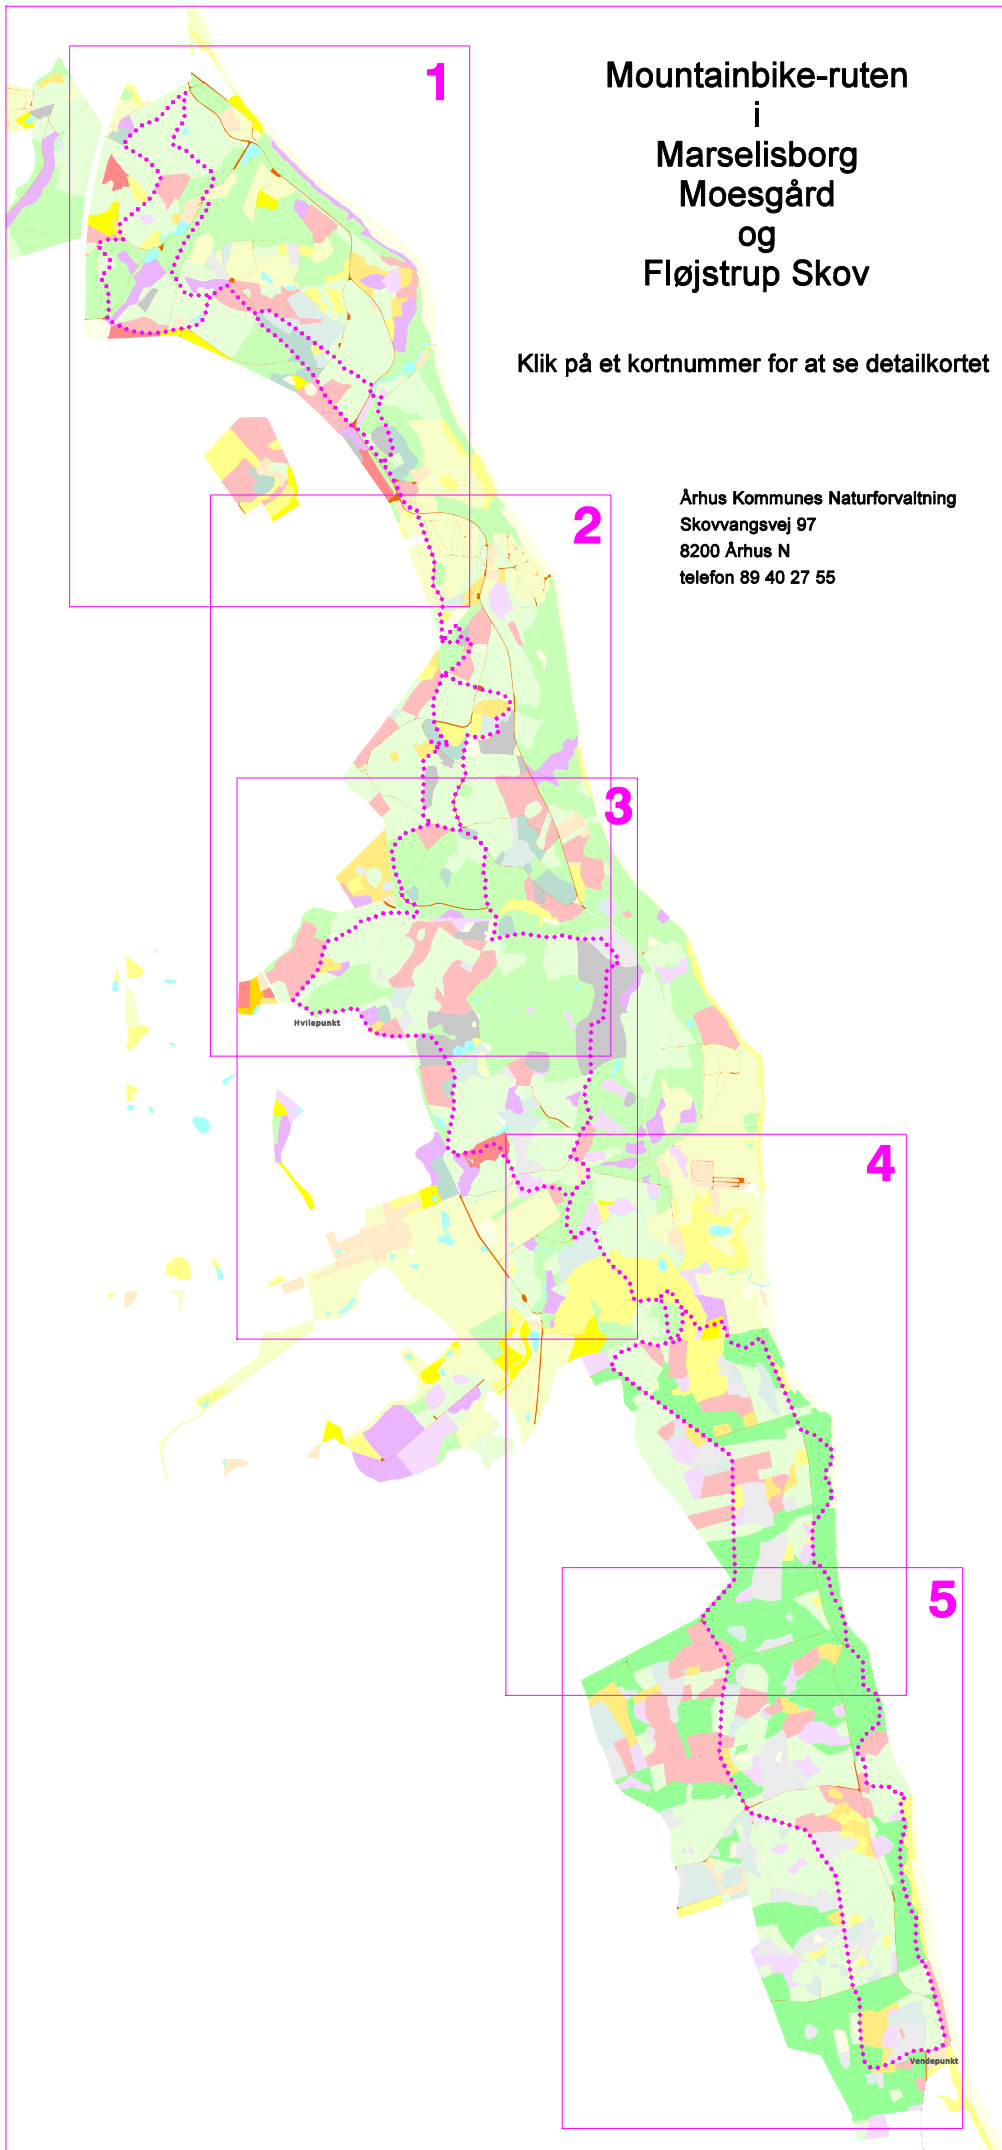 1
Mountainbike-ruten
i
Marselisborg
Moesgård
og
Fløjstrup Skov
Klik på et kortnummer for at se detailkortet
Århus Kommunes Naturforvaltning
Skovvangsvej 97
8200 Århus N
telefon 89 40 27 55
2
3
Hvilepunkt
4
5
Vendepunkt